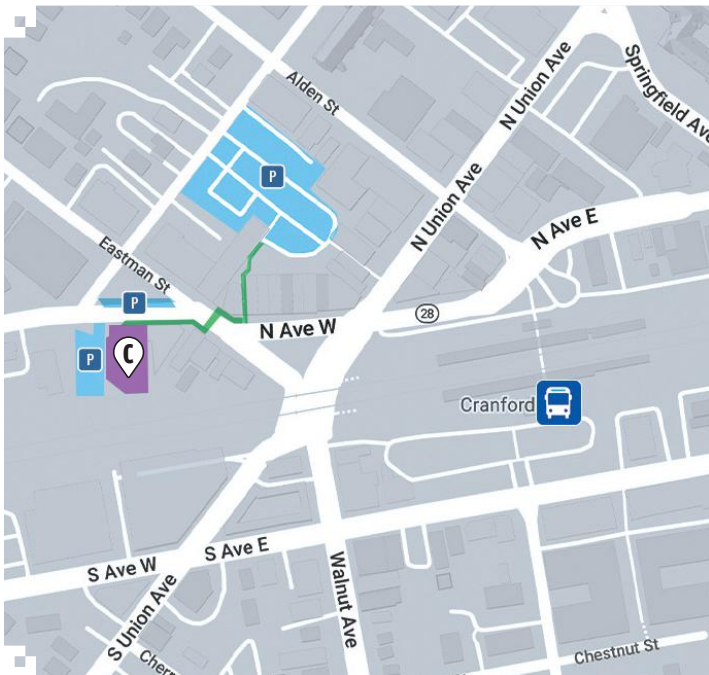 Alden St
N Union Ave
Springfield Ave
P
N Union Ave
N Ave E
Eastman St
P
N Ave W
28
P
C
Cranford
S Ave W
S Ave E
Walnut Ave
S Union Ave
Chestnut St
Cherr